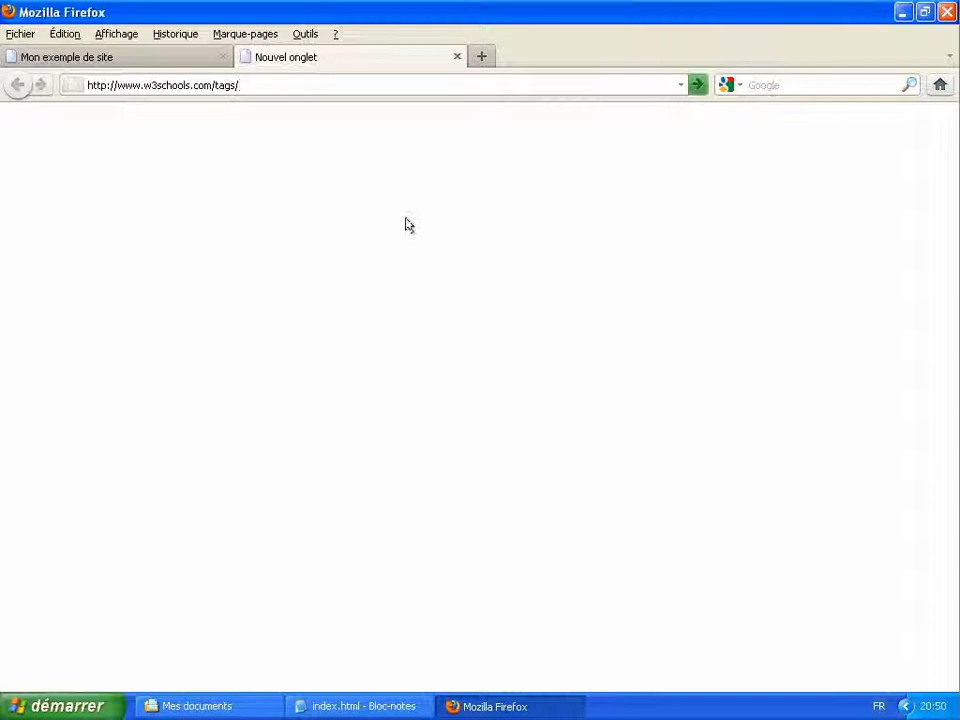 Mozilla Firefox
Fichier Édition Affichage Historique Marque-pages Outils ?
Mon exemple de site Nouvel onglet
http://www.w3schools.com/tags/ Google
démarrer Mes documents index.html - Bloc-notes Mozilla Firefox FR 20:50